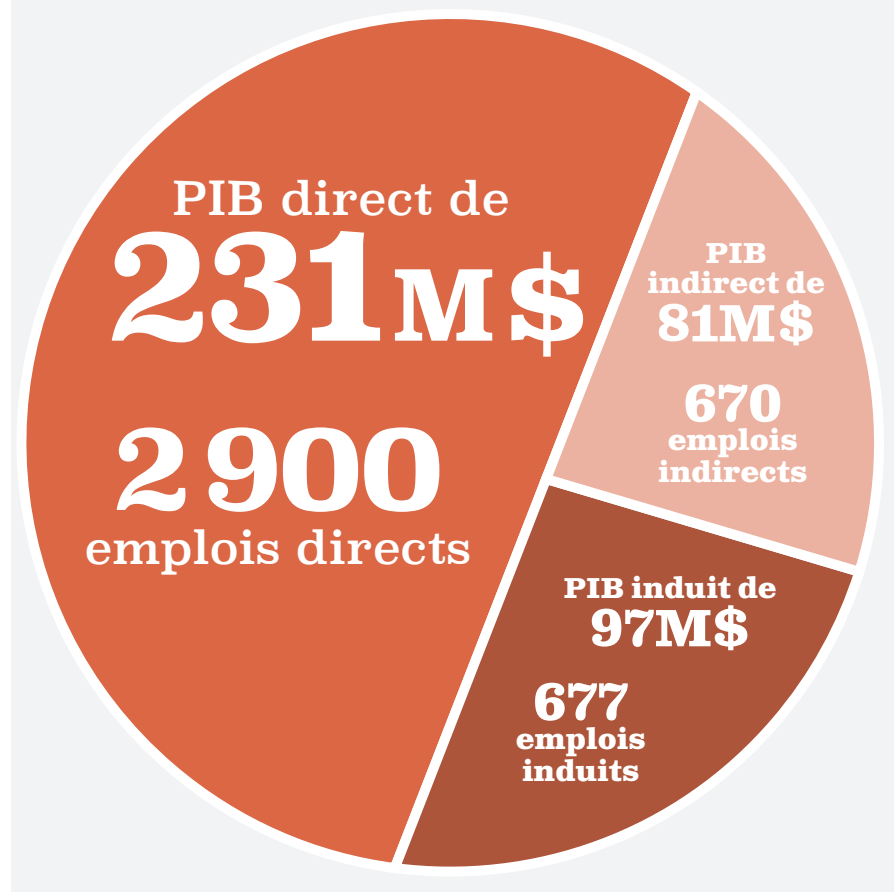 PIB direct de
231M$
2 900
emplois directs
PIB
indirect de
81M$
670
emplois
indirects
PIB induit de
97M$
677
emplois
induits